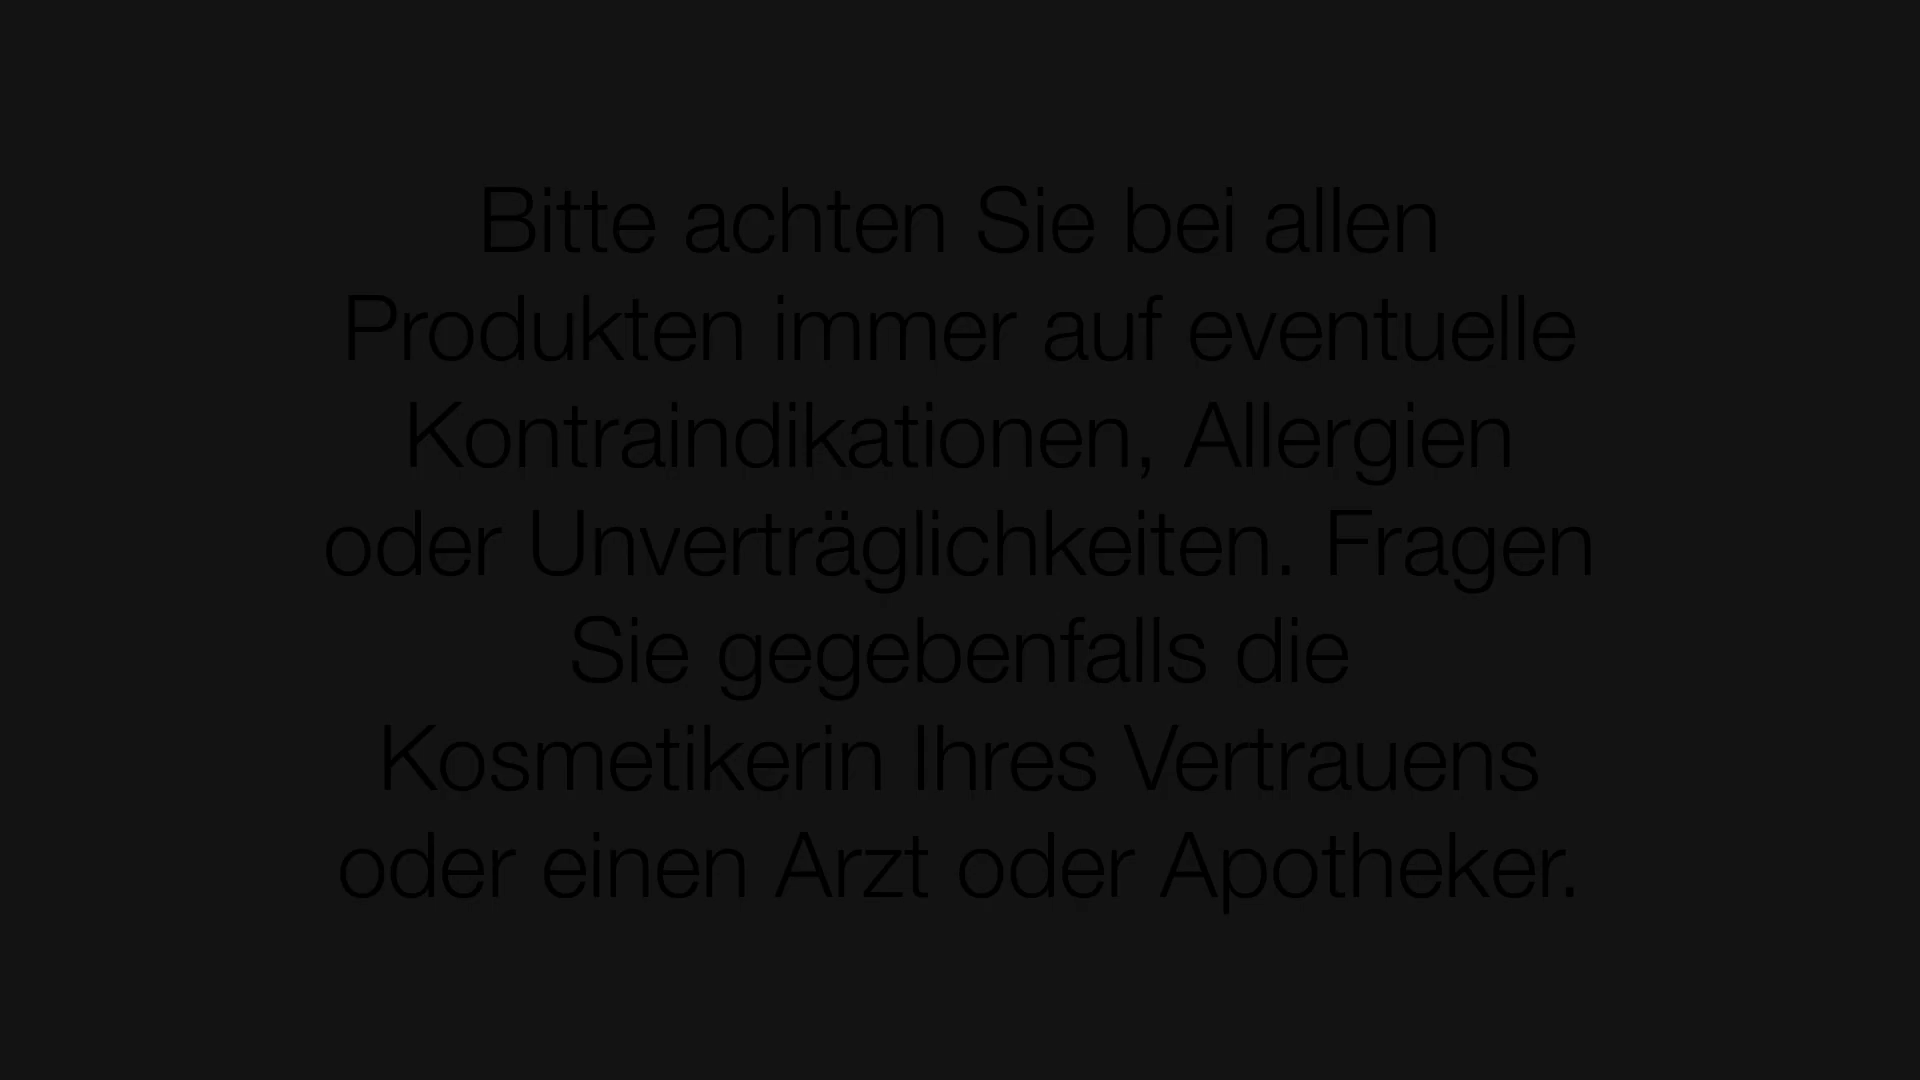 Bitte achten Sie bei allen
Produkten immer auf eventuelle
Kontraindikationen, Allergien
oder Unverträglichkeiten. Fragen
Sie gegebenfalls die
Kosmetikerin Ihres Vertrauens
oder einen Arzt oder Apotheker.